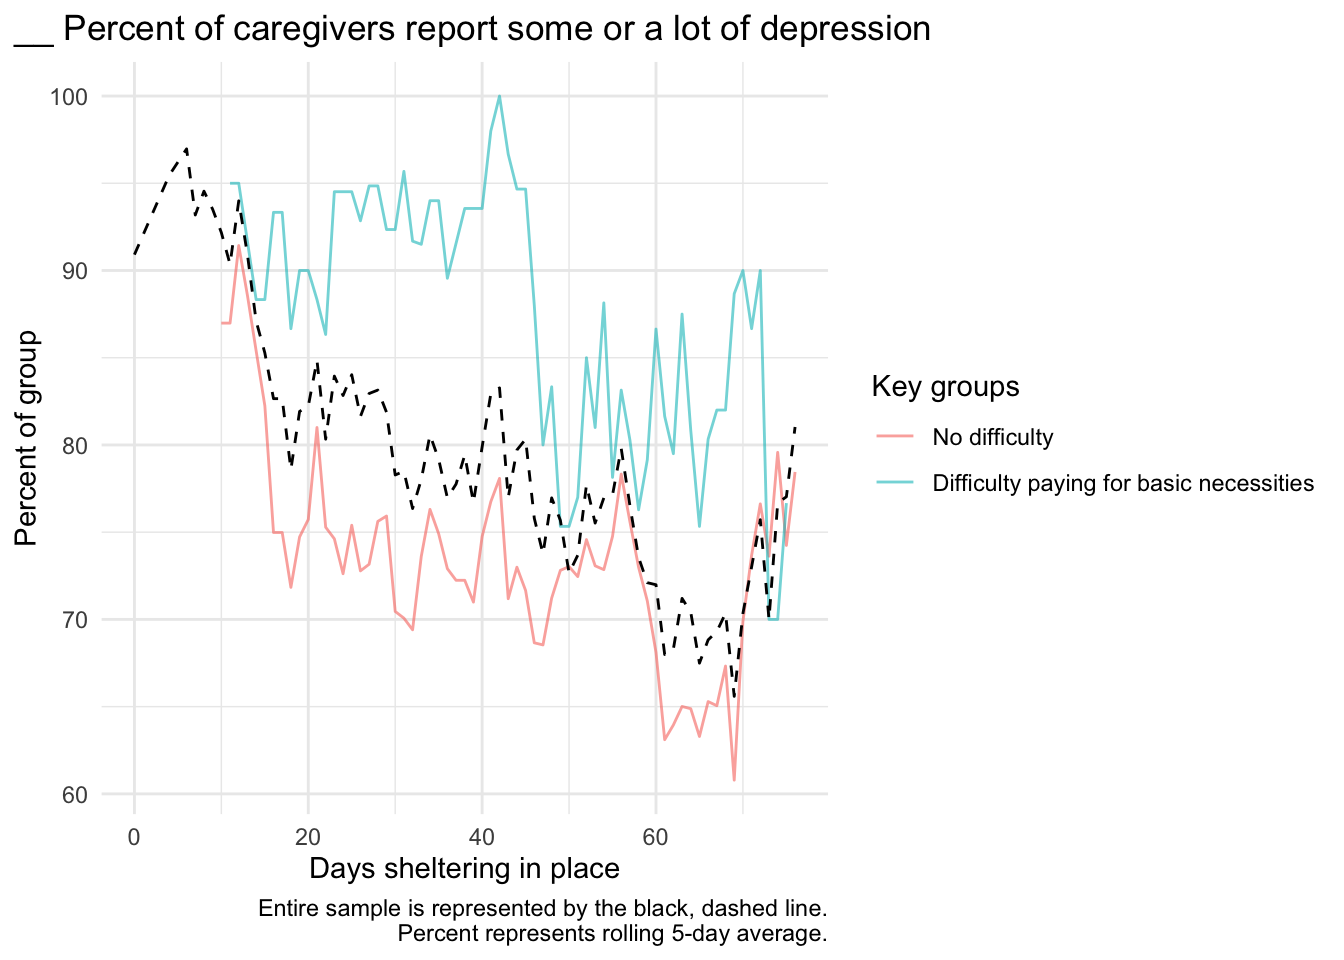 __ Percent of caregivers report some or a lot of depression
100
90
80
70
60
Percent of group
0 20 40 60
Days sheltering in place
Key groups
No difficulty
Difficulty paying for basic necessities
Entire sample is represented by the black, dashed line.
Percent represents rolling 5-day average.